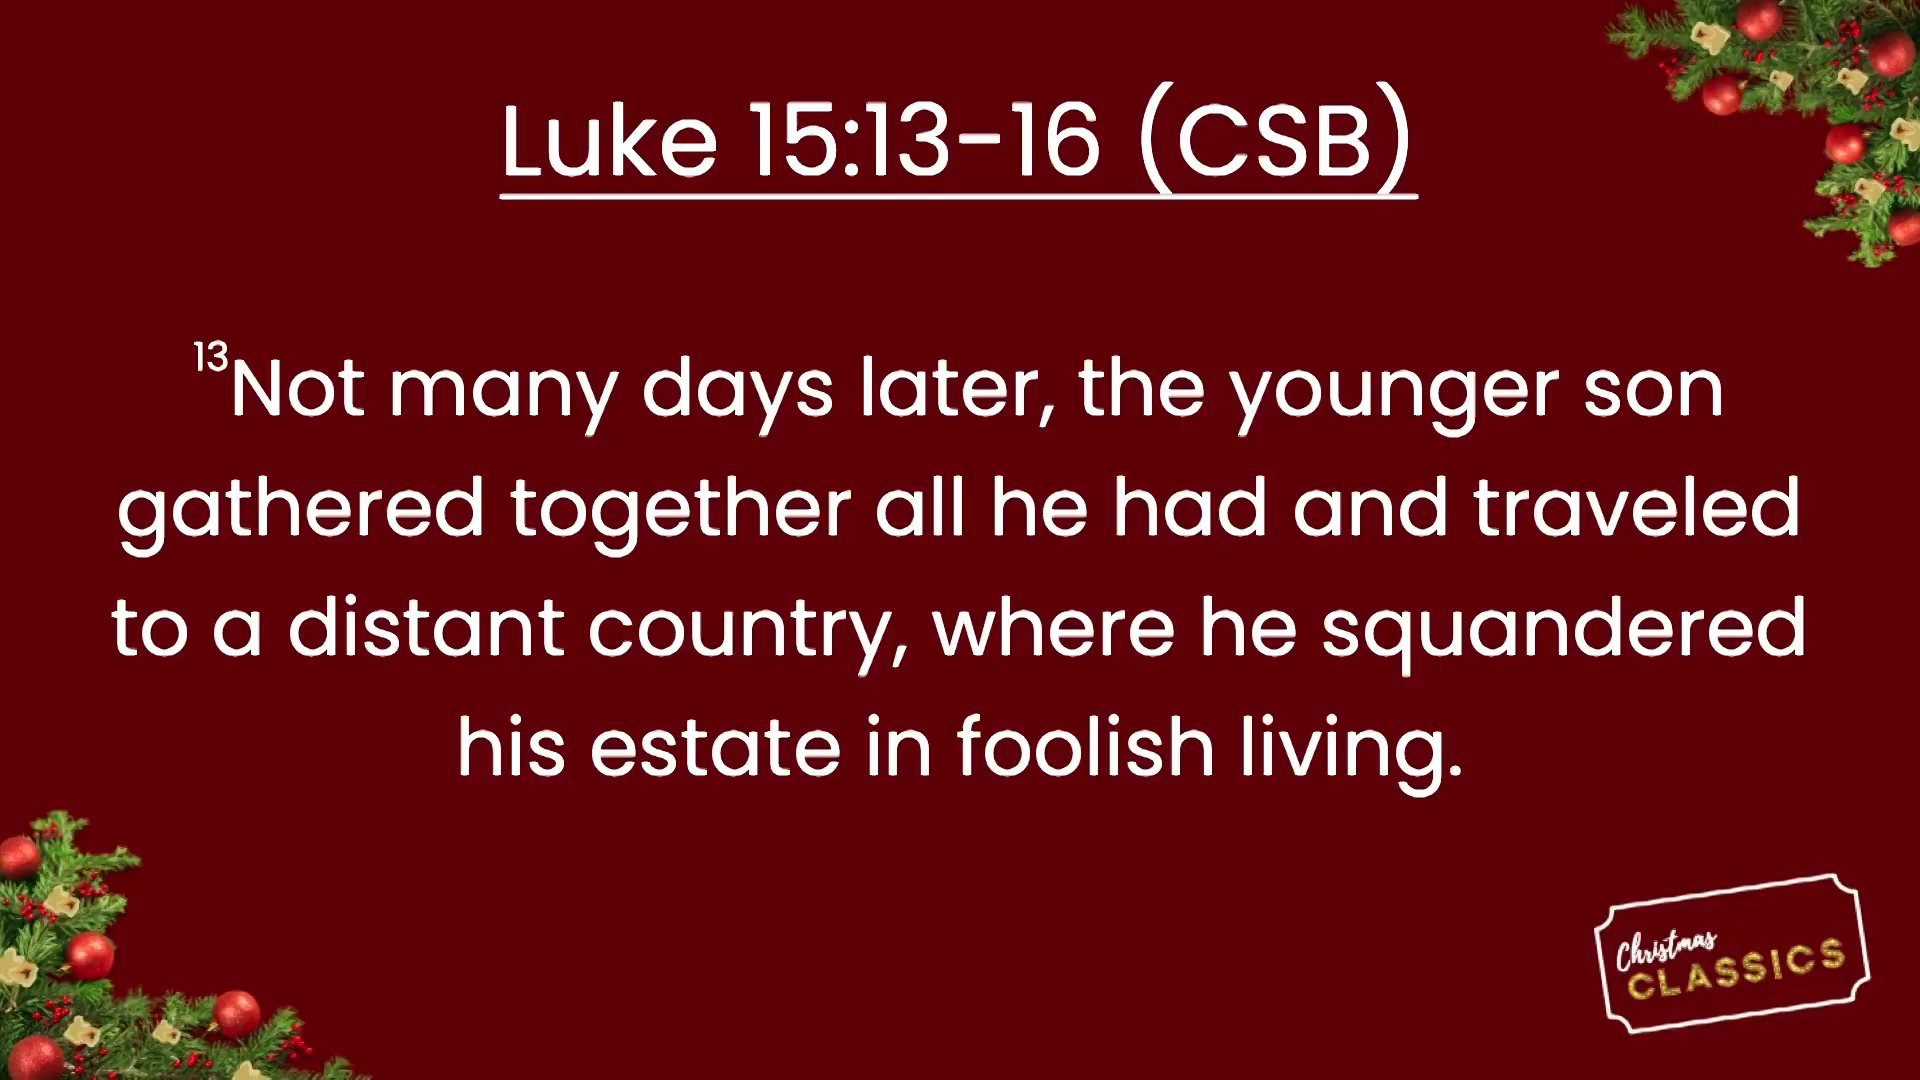 Luke 15:13-16 (CSB)
13Not many days later, the younger son
gathered together all he had and traveled
to a distant country, where he squandered
his estate in foolish living.
Christmas
CLASSICS